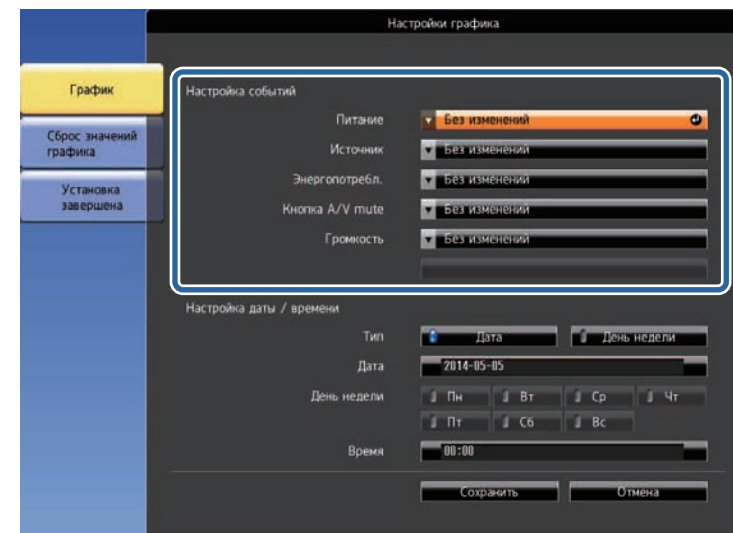 Настройки графика
График
Сброс значений
графика
Установка
завершена
Настройка событий
Питание Без изменений
Источник Без изменений
Энергопотребл. Без изменений
Кнопка A/V mute Без изменений
Громкость Без изменений
Настройка даты / времени
Тип Дата День недели
Дата 2014-05-05
День недели Пн Вт Ср Чт
Пт Сб Вс
Время 00:00
Сохранить Отмена